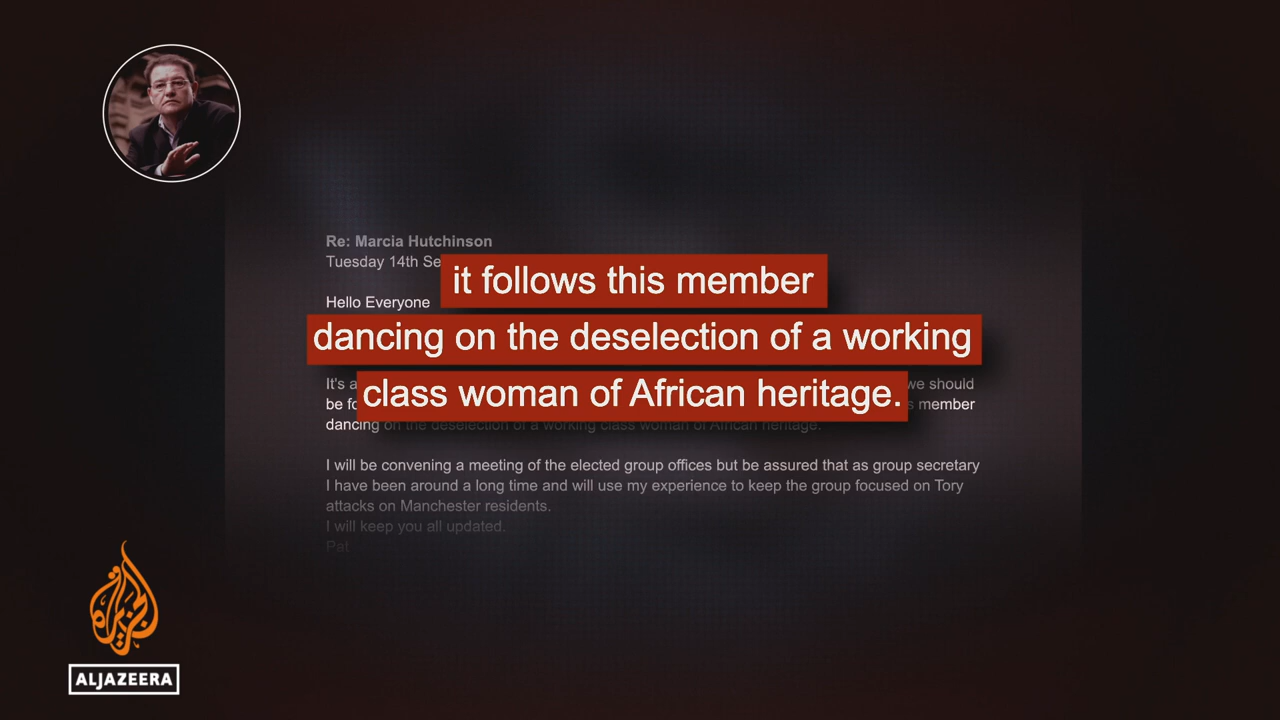 Re: Marcia Hutchinson
Tuesday 14th Se
Hello Everyone
it follows this member
dancing on the deselection of a working
class woman of African heritage.
It's a we should
be fo s member
dancing on the deselection of a working class woman of African heritage.
I will be convening a meeting of the elected group offices but be assured that as group secretary
I have been around a long time and will use my experience to keep the group focused on Tory
attacks on Manchester residents.
I will keep you all updated.
Pat
ALJAZEERA